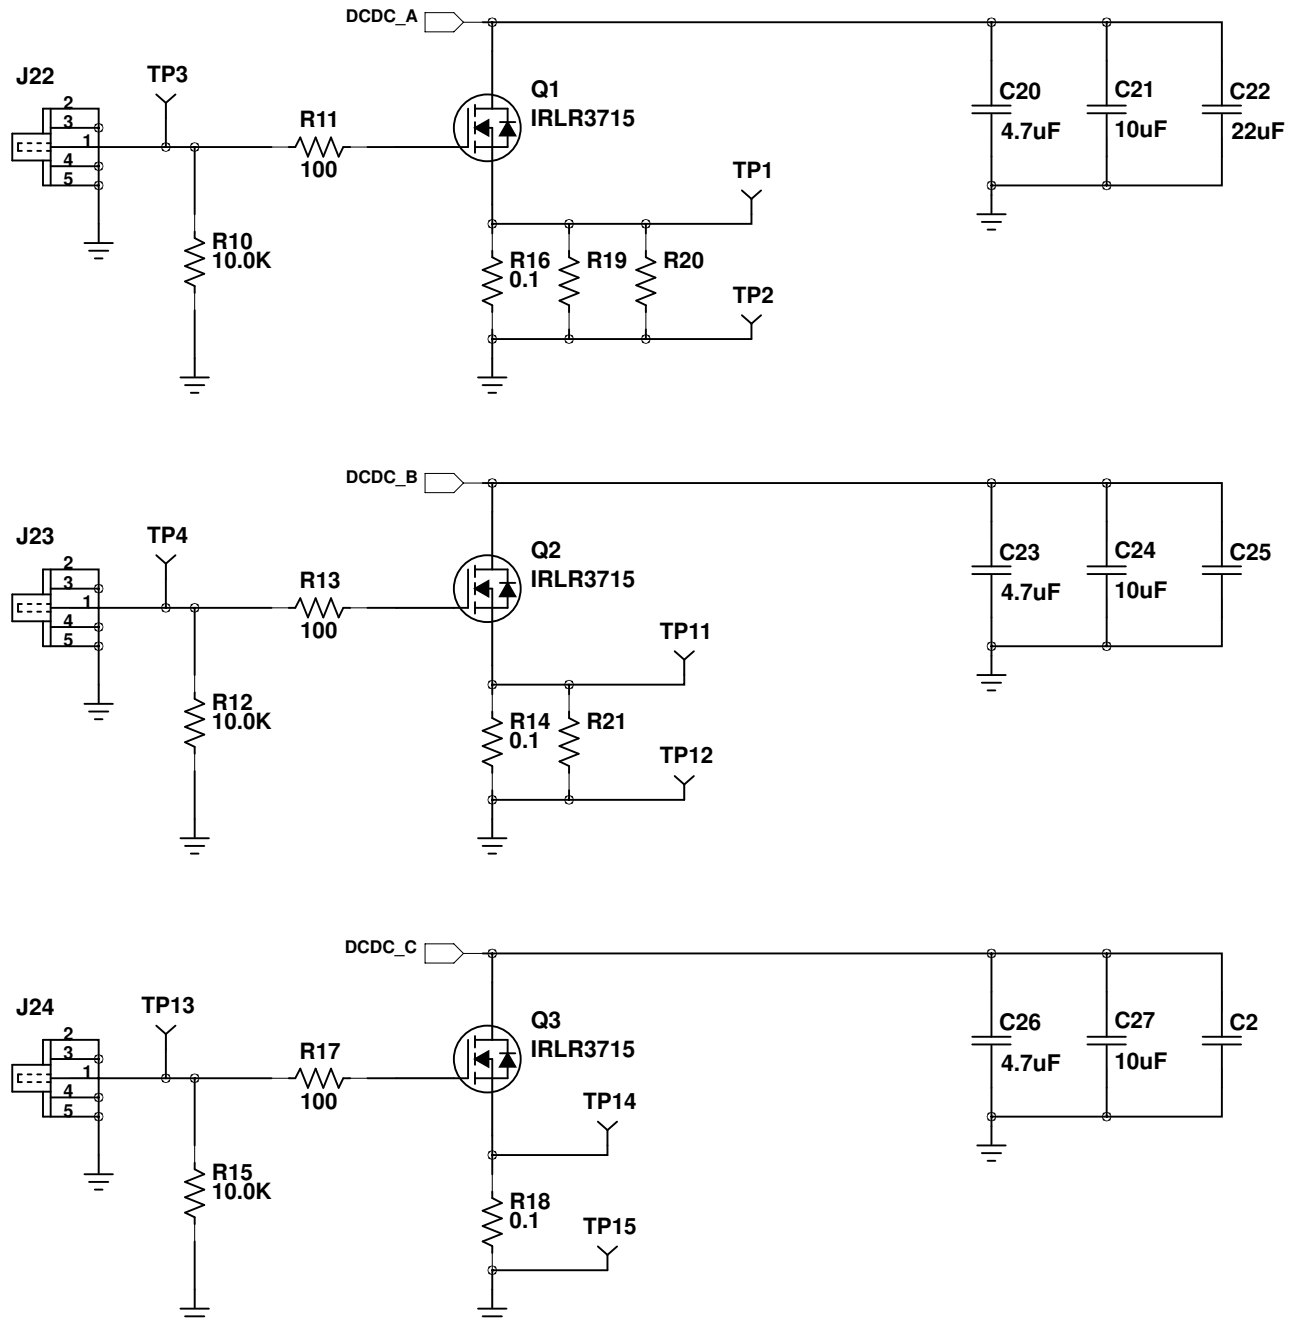 DCDC_A
J22
TP3
2
3
1
4
5
R11
100
Q1
IRLR3715
C20
4.7uF
C21
10uF
C22
22uF
R10
10.0K
TP1
R16
0.1
R19
R20
TP2
DCDC_B
J23
TP4
2
3
1
4
5
R13
100
Q2
IRLR3715
C23
4.7uF
C24
10uF
C25
R12
10.0K
TP11
R14
0.1
R21
TP12
DCDC_C
J24
TP13
2
3
1
4
5
R17
100
Q3
IRLR3715
C26
4.7uF
C27
10uF
C2
R15
10.0K
TP14
R18
0.1
TP15